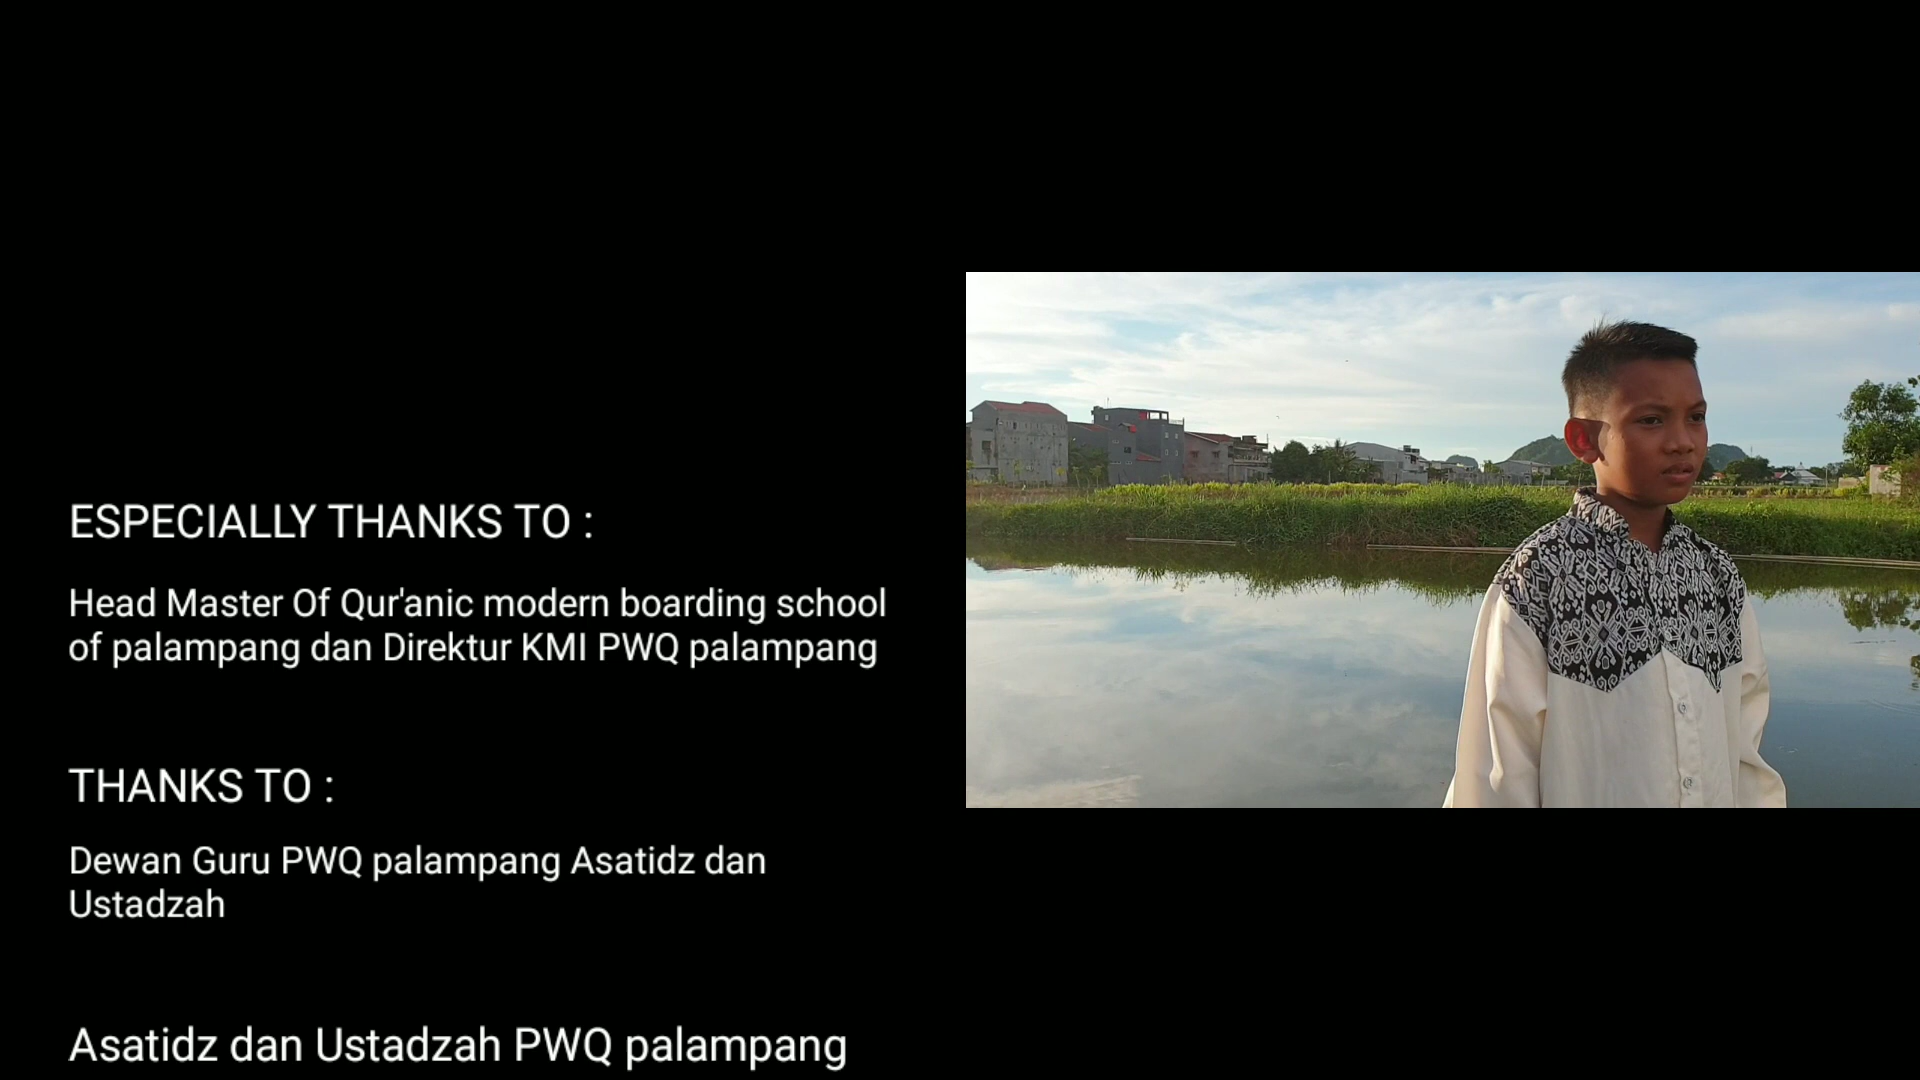 ESPECIALLY THANKS TO :
Head Master Of Qur'anic modern boarding school
of palampang dan Direktur KMI PWQ palampang
THANKS TO :
Dewan Guru PWQ palampang Asatidz dan
Ustadzah
Asatidz dan Ustadzah PWQ palampang